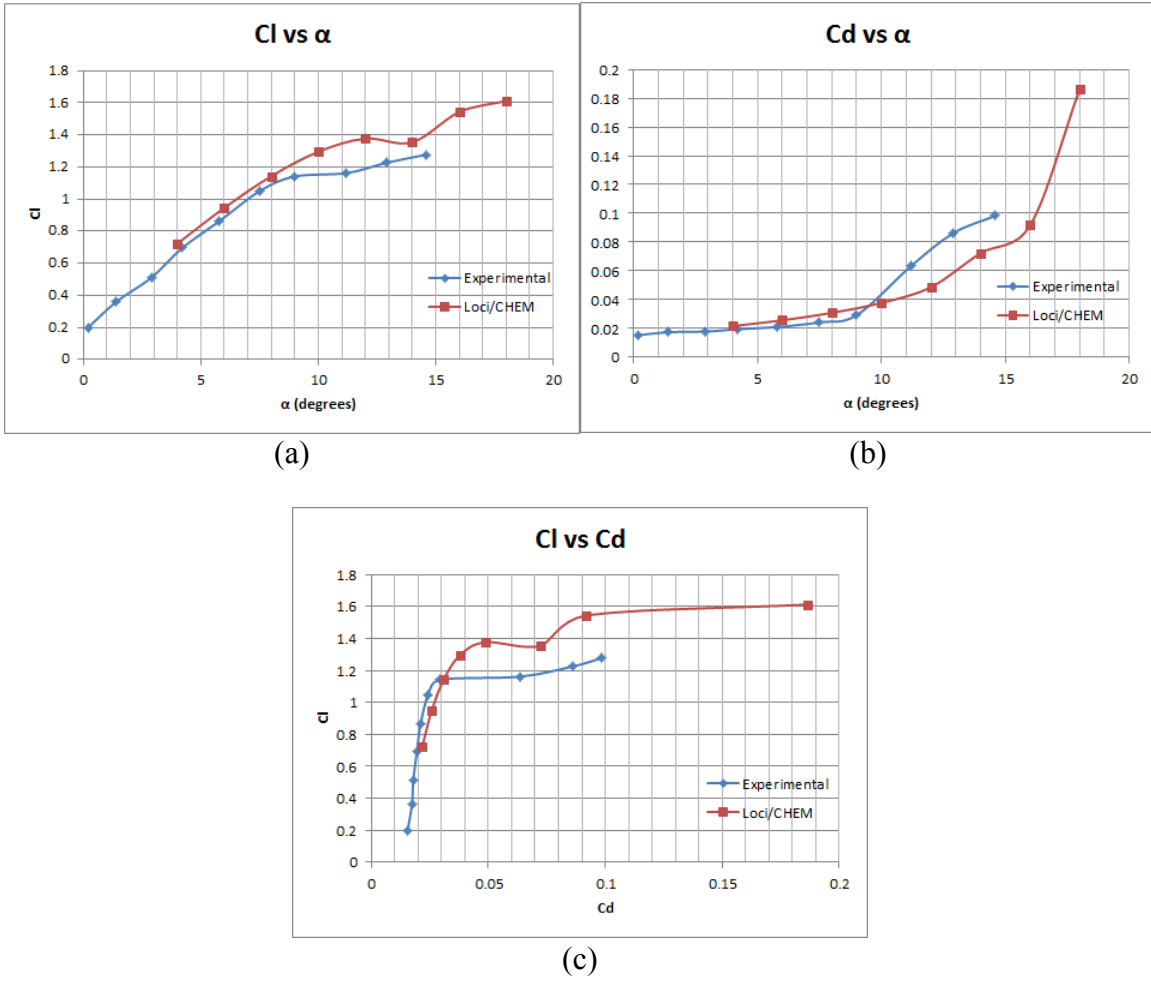 Cl vs α
1.8
1.6
1.4
1.2
1
0.8
0.6
0.4
0.2
0
Cl
0 5 10 15 20
α (degrees)
Experimental
Loci/CHEM
(a)
Cd vs α
0.2
0.18
0.16
0.14
0.12
0.1
0.08
0.06
0.04
0.02
0
0 5 10 15 20
α (degrees)
Experimental
Loci/CHEM
(b)
Cl vs Cd
1.8
1.6
1.4
1.2
1
0.8
0.6
0.4
0.2
0
Cl
0 0.05 0.1 0.15 0.2
Cd
Experimental
Loci/CHEM
(c)